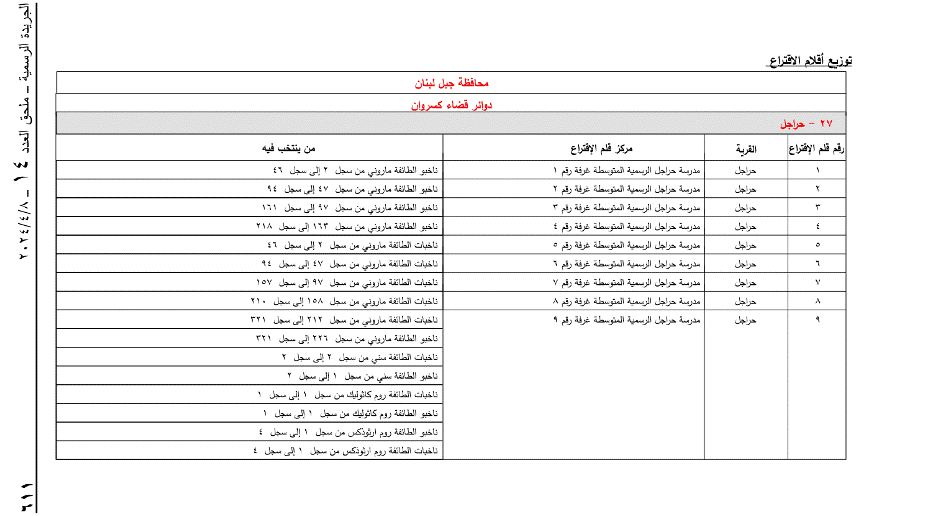 الجريدة الرسمية – ملحق العدد ١٤ – ٢٠٢٤/٤/٨
توزيع أقلام الاقتراع
محافظة جبل لبنان
دوائر قضاء كسروان
٢٧ - حراجل
رقم قلم الإقتراع القرية مركز قلم الإقتراع من ينتخب فيه
١ حراجل مدرسة حراجل الرسمية المتوسطة غرفة رقم ١ ناخبو الطائفة ماروني من سجل ٢ إلى سجل ٤٦
٢ حراجل مدرسة حراجل الرسمية المتوسطة غرفة رقم ٢ ناخبو الطائفة ماروني من سجل ٤٧ إلى سجل ٩٤
٣ حراجل مدرسة حراجل الرسمية المتوسطة غرفة رقم ٣ ناخبو الطائفة ماروني من سجل ٩٧ إلى سجل ١٦١
٤ حراجل مدرسة حراجل الرسمية المتوسطة غرفة رقم ٤ ناخبو الطائفة ماروني من سجل ١٦٣ إلى سجل ٢١٨
٥ حراجل مدرسة حراجل الرسمية المتوسطة غرفة رقم ٥ ناخبات الطائفة ماروني من سجل ٢ إلى سجل ٤٦
٦ حراجل مدرسة حراجل الرسمية المتوسطة غرفة رقم ٦ ناخبات الطائفة ماروني من سجل ٤٧ إلى سجل ٩٤
٧ حراجل مدرسة حراجل الرسمية المتوسطة غرفة رقم ٧ ناخبات الطائفة ماروني من سجل ٩٧ إلى سجل ١٥٧
٨ حراجل مدرسة حراجل الرسمية المتوسطة غرفة رقم ٨ ناخبات الطائفة ماروني من سجل ١٥٨ إلى سجل ٢١٠
٩ حراجل مدرسة حراجل الرسمية المتوسطة غرفة رقم ٩ ناخبات الطائفة ماروني من سجل ٢١٢ إلى سجل ٣٢١
ناخبو الطائفة ماروني من سجل ٢٢٦ إلى سجل ٣٢١
ناخبات الطائفة سني من سجل ٢ إلى سجل ٢
ناخبو الطائفة سني من سجل ١ إلى سجل ٢
ناخبات الطائفة روم كاثوليك من سجل ١ إلى سجل ١
ناخبو الطائفة روم كاثوليك من سجل ١ إلى سجل ١
ناخبو الطائفة روم ارثوذكس من سجل ١ إلى سجل ٤
ناخبات الطائفة روم ارثوذكس من سجل ١ إلى سجل ٤
٦١١